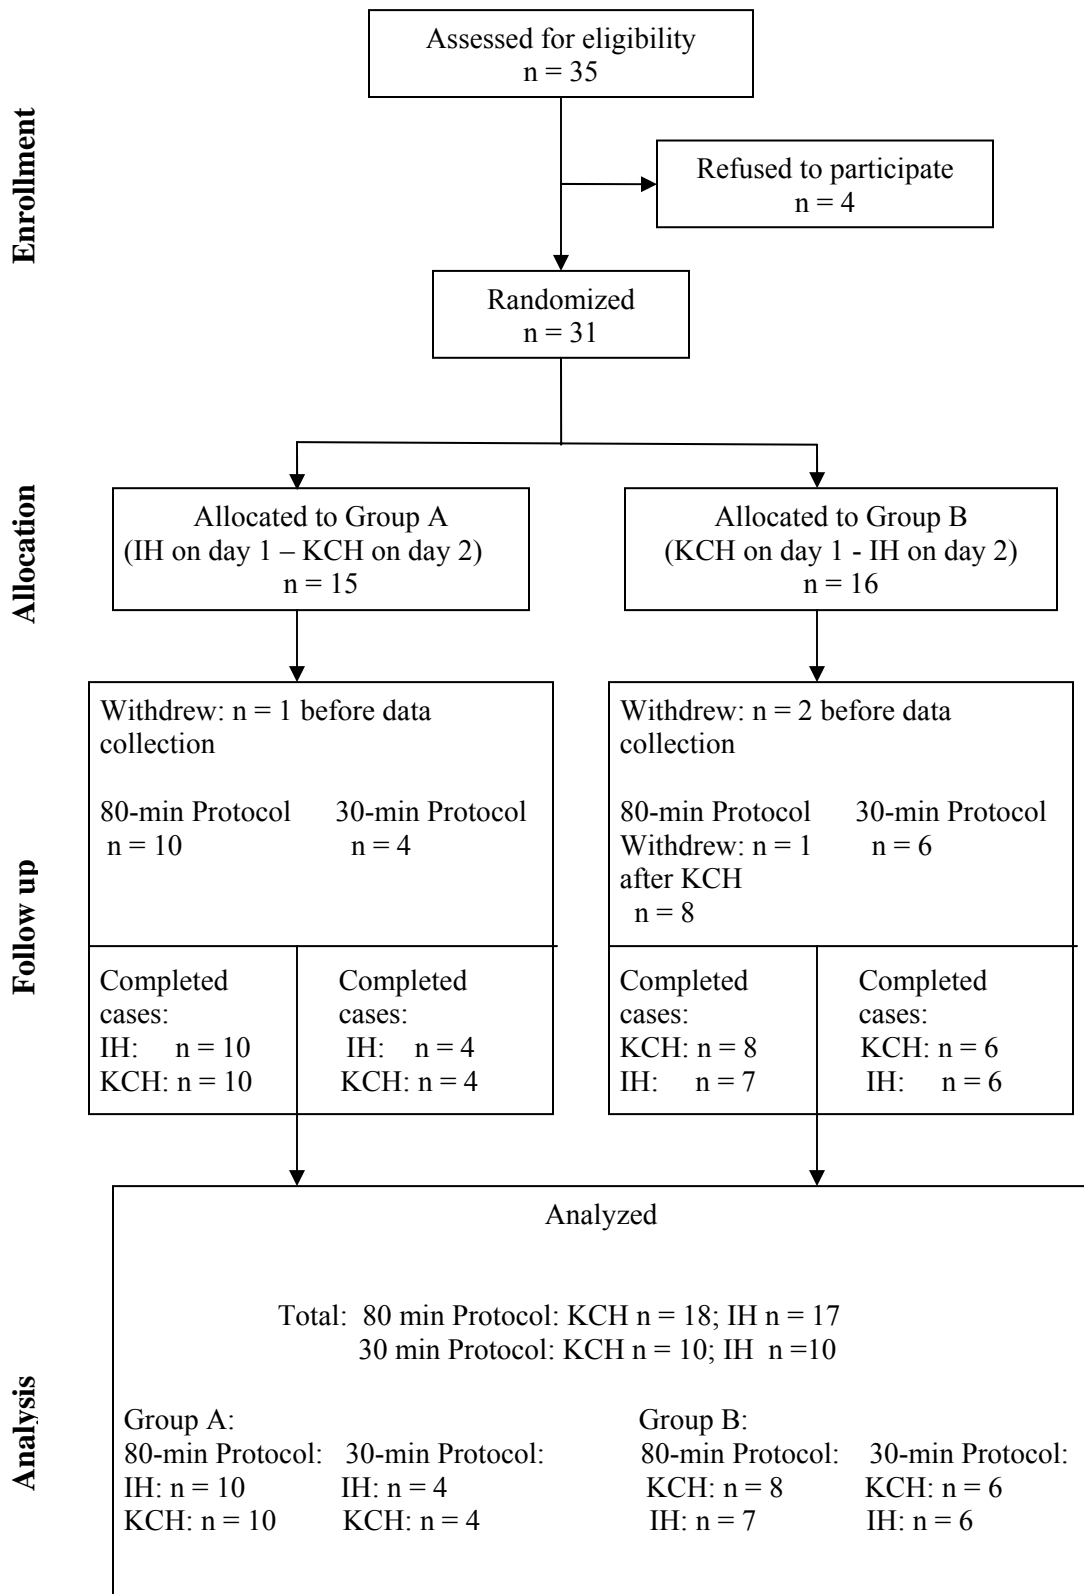 Enrollment
Assessed for eligibility
n = 35
Refused to participate
n = 4
Randomized
n = 31
Allocation
Allocated to Group A
(IH on day 1 – KCH on day 2)
n = 15
Allocated to Group B
(KCH on day 1 - IH on day 2)
n = 16
Follow up
Withdrew: n = 1 before data
collection
80-min Protocol 30-min Protocol
n = 10 n = 4
Completed Completed
cases: cases:
IH: n = 10 IH: n = 4
KCH: n = 10 KCH: n = 4
Withdrew: n = 2 before data
collection
80-min Protocol 30-min Protocol
Withdrew: n = 1 n = 6
after KCH
n = 8
Completed Completed
cases: cases:
KCH: n = 8 KCH: n = 6
IH: n = 7 IH: n = 6
Analysis
Analyzed
Total: 80 min Protocol: KCH n = 18; IH n = 17
30 min Protocol: KCH n = 10; IH n =10
Group A:
80-min Protocol: 30-min Protocol:
IH: n = 10 IH: n = 4
KCH: n = 10 KCH: n = 4
Group B:
80-min Protocol: 30-min Protocol:
KCH: n = 8 KCH: n = 6
IH: n = 7 IH: n = 6